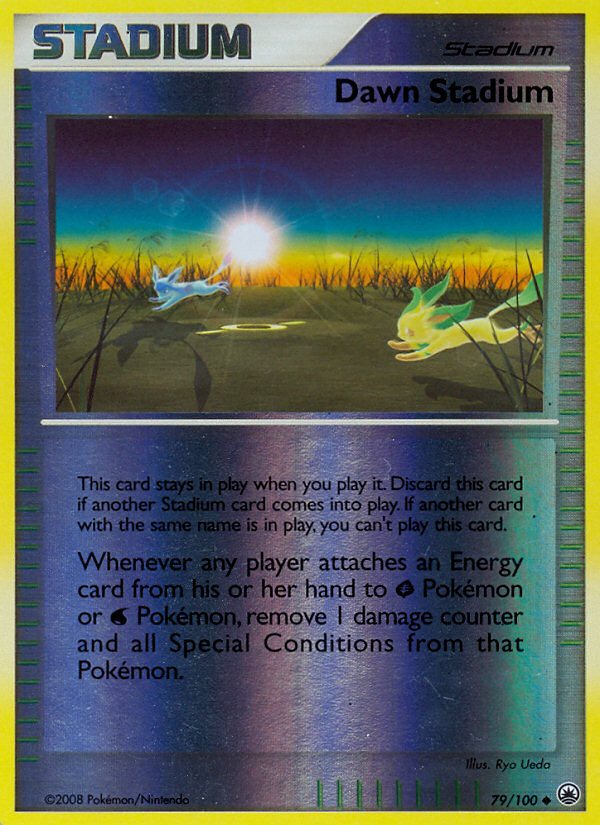 STADIUM
Stadium
Dawn Stadium
This card stays in play when you play it. Discard this card
if another Stadium card comes into play. If another card
with the same name is in play, you can't play this card.
Whenever any player attaches an Energy
card from his or her hand to Pokémon
or Pokémon, remove 1 damage counter
and all Special Conditions from that
Pokémon.
Illus. Ryo Ueda
©2008 Pokémon/Nintendo
79/100